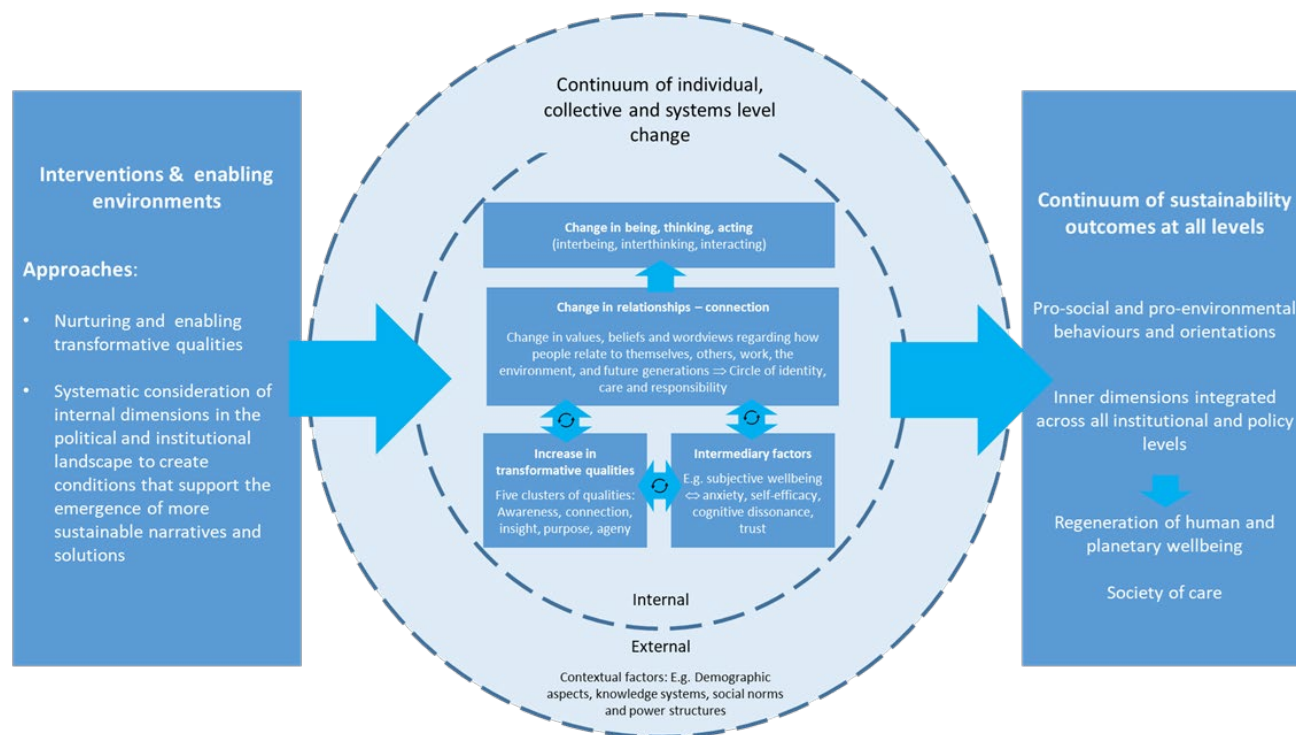 Interventions & enabling
environments
Approaches:
• Nurturing and enabling
transformative qualities
• Systematic consideration of
internal dimensions in the
political and institutional
landscape to create
conditions that support the
emergence of more
sustainable narratives and
solutions
Continuum of individual,
collective and systems level
change
Change in being, thinking, acting
(interbeing, interthinking, interacting)
Change in relationships – connection
Change in values, beliefs and wordviews regarding how
people relate to themselves, others, work, the
environment, and future generations ⇒ Circle of identity,
care and responsibility
Increase in
transformative qualities
Five clusters of qualities:
Awareness, connection,
insight, purpose, ageny
Intermediary factors
E.g. subjective wellbeing
⇔ anxiety, self-efficacy,
cognitive dissonance,
trust
Internal
External
Contextual factors: E.g. Demographic
aspects, knowledge systems, social norms
and power structures
Continuum of sustainability
outcomes at all levels
Pro-social and pro-environmental
behaviours and orientations
Inner dimensions integrated
across all institutional and policy
levels
Regeneration of human and
planetary wellbeing
Society of care